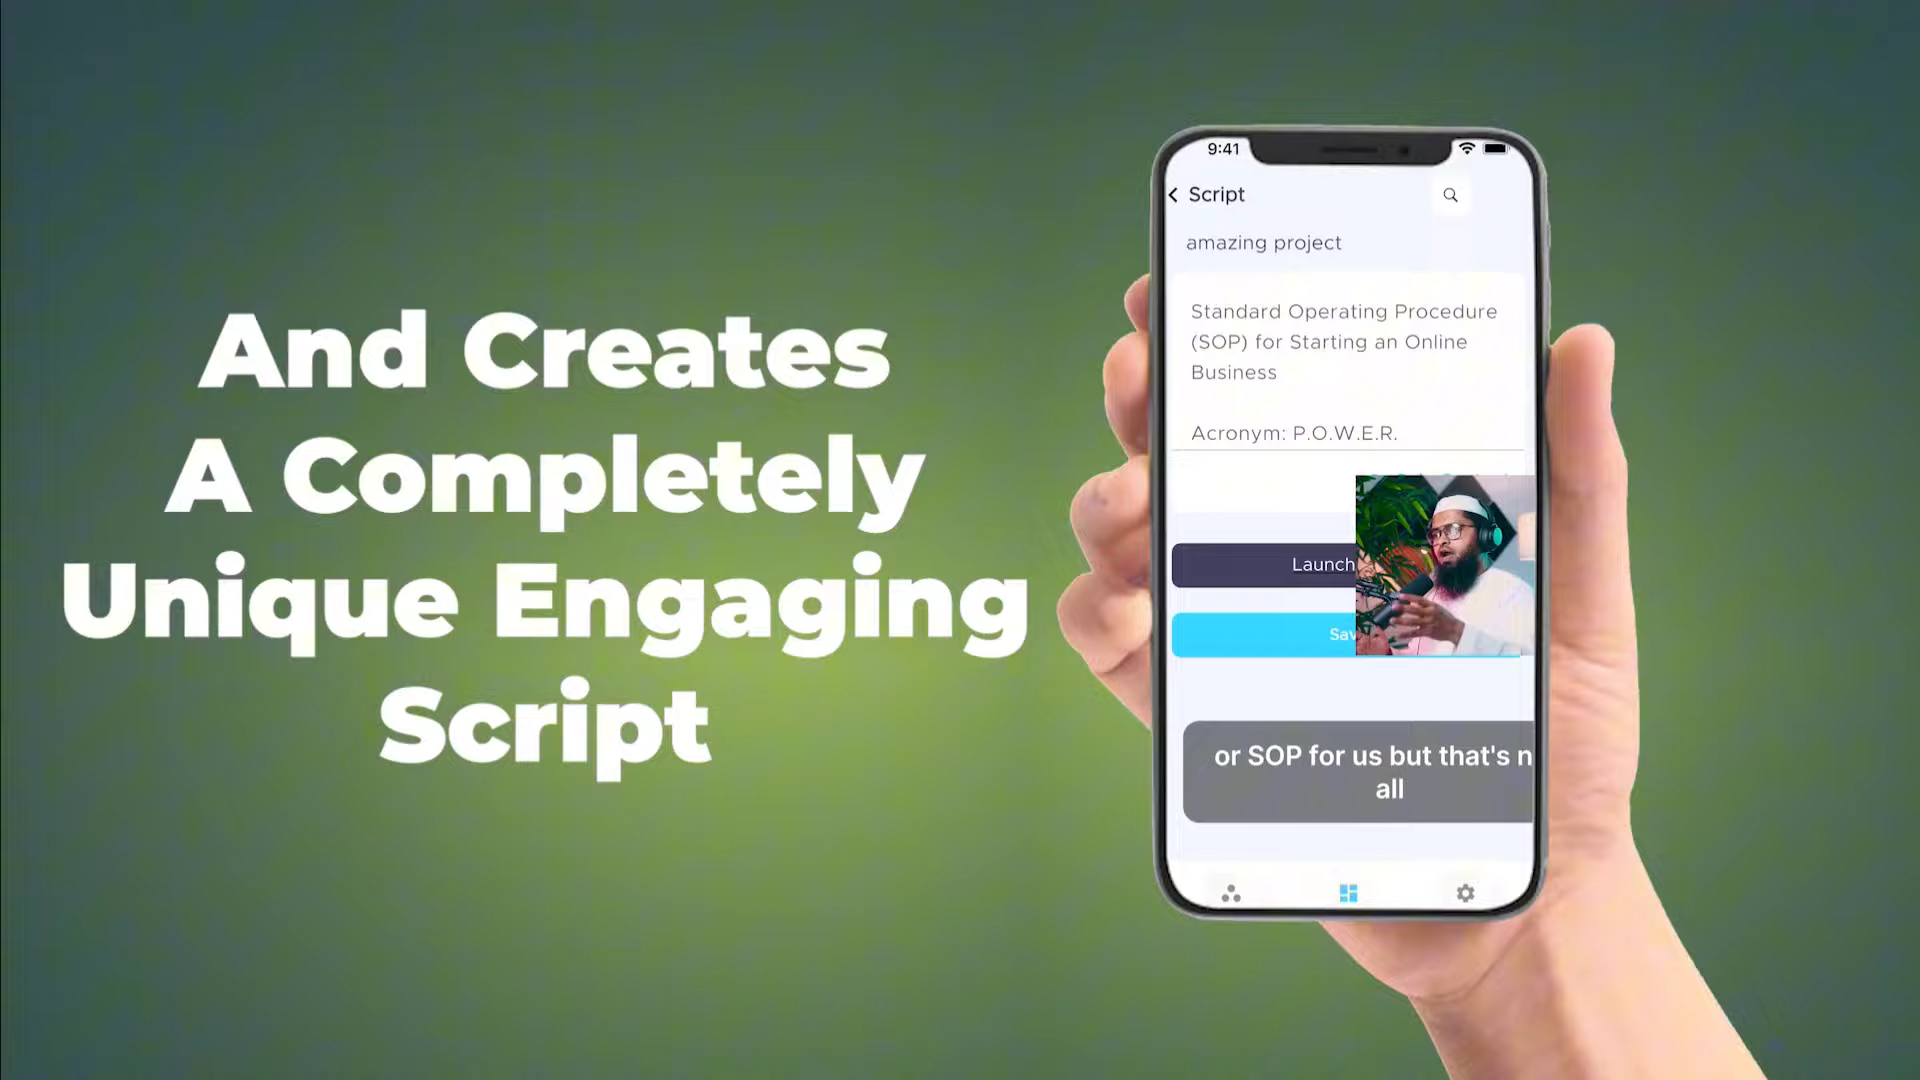 And Creates
A Completely
Unique Engaging
Script
9:41
Script
amazing project
Standard Operating Procedure
(SOP) for Starting an Online
Business
Acronym: P.O.W.E.R.
Launch
or SOP for us but that's
all